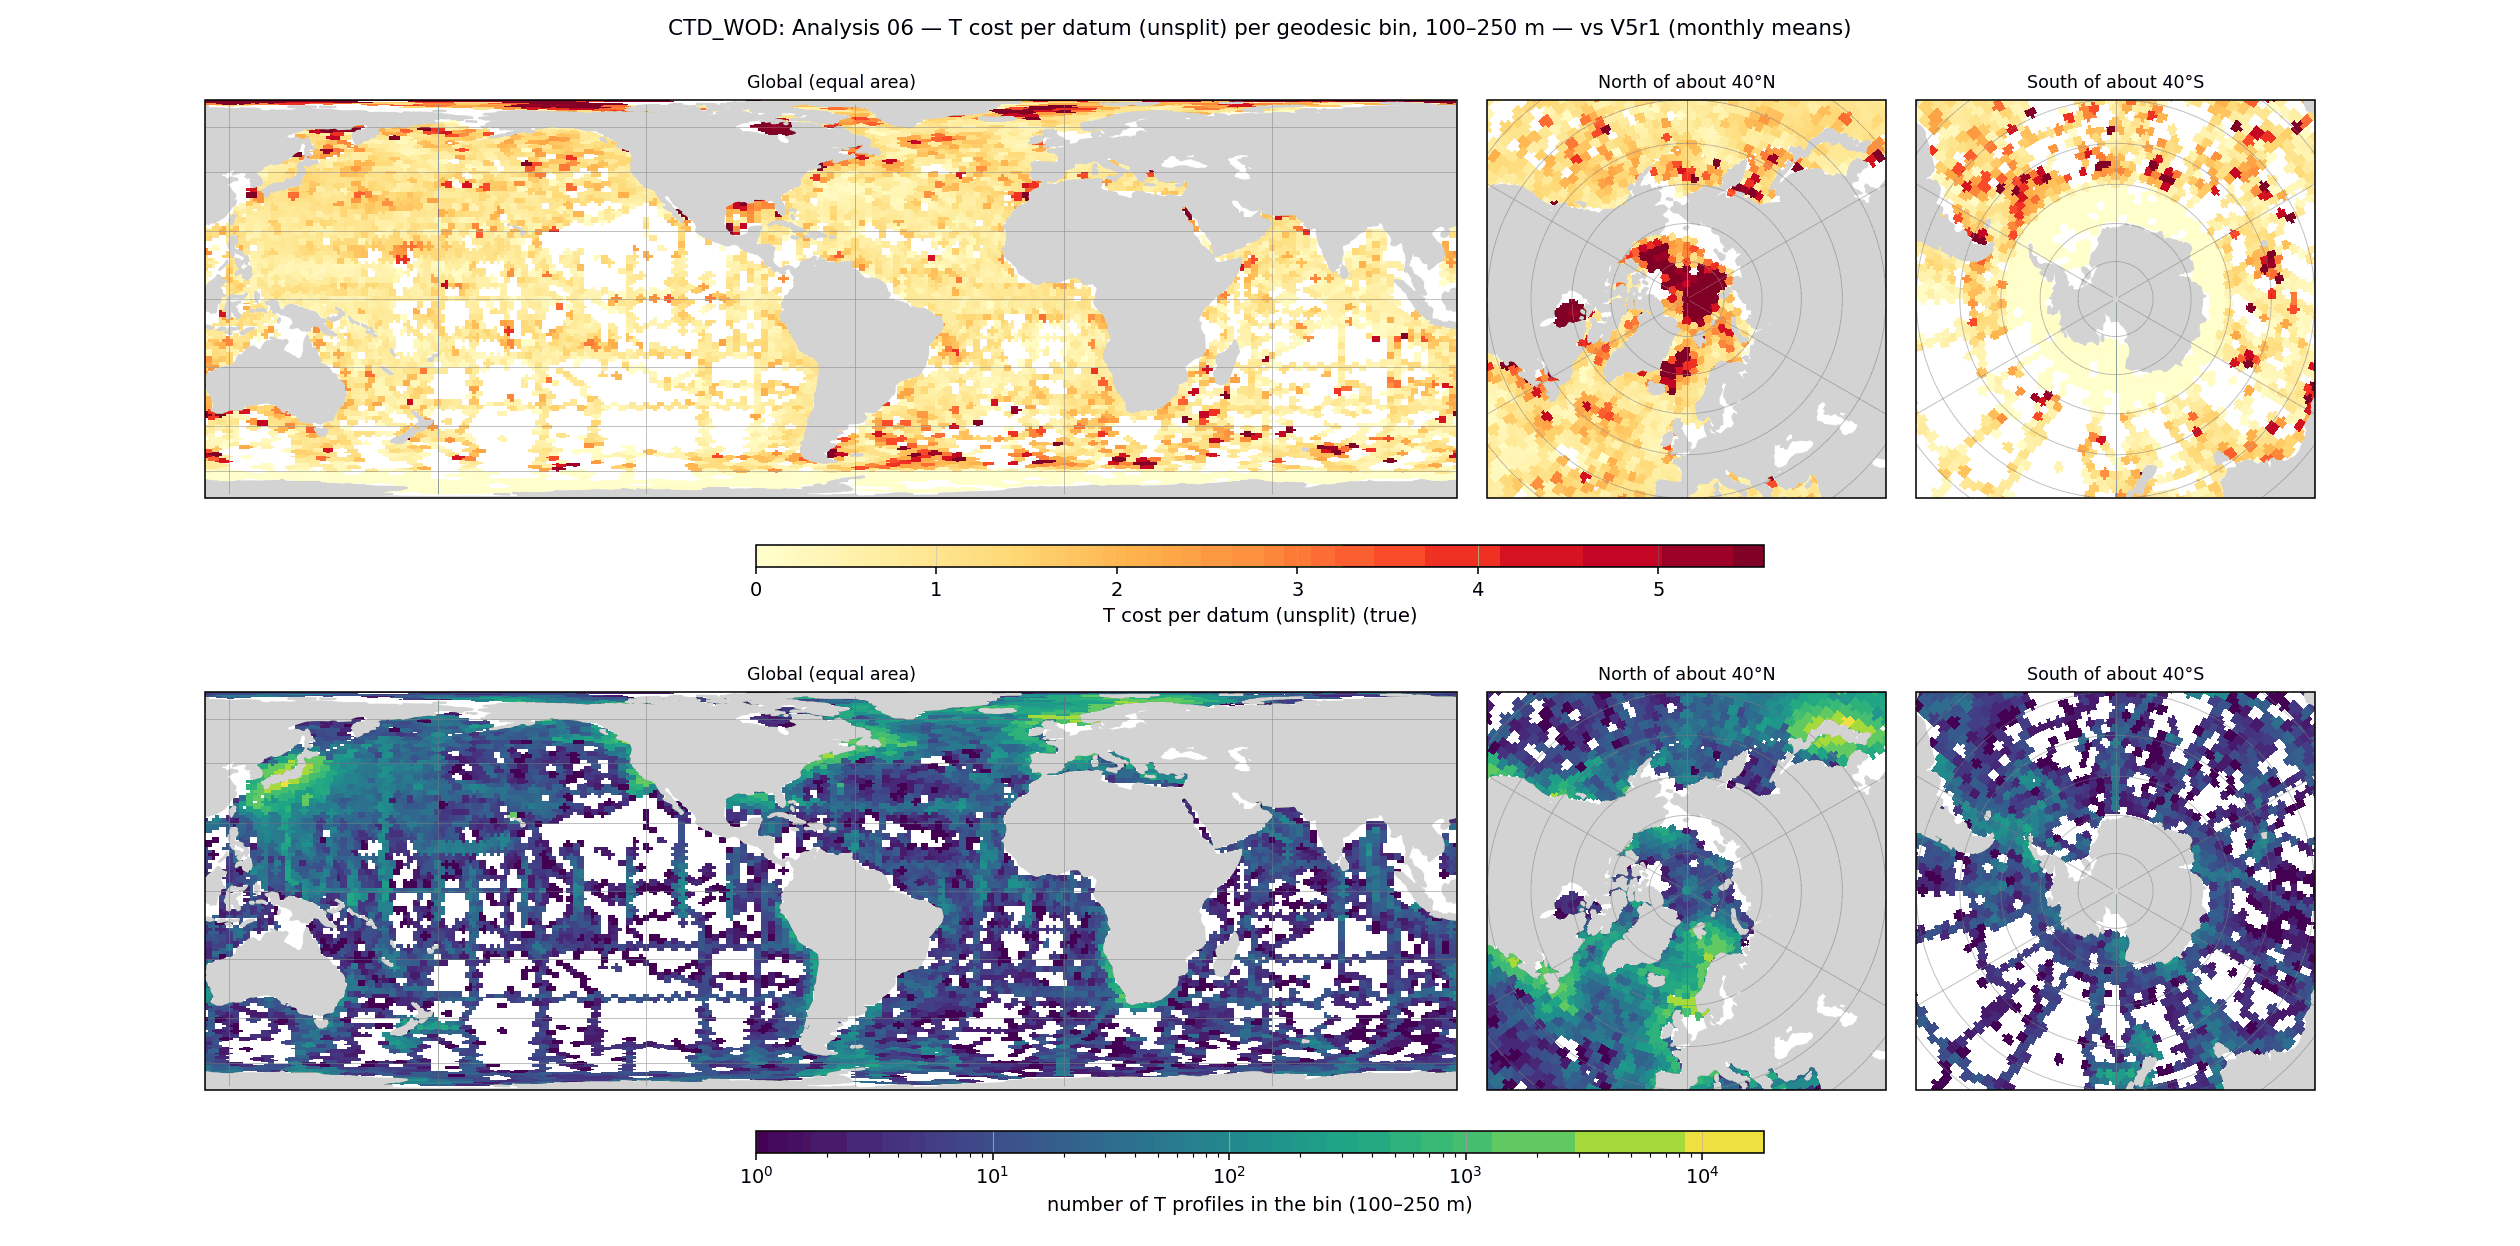 CTD_WOD: Analysis 06 — T cost per datum (unsplit) per geodesic bin, 100–250 m — vs V5r1 (monthly means)
Global (equal area)
North of about 40°N
South of about 40°S
0 1 2 3 4 5
T cost per datum (unsplit) (true)
Global (equal area)
North of about 40°N
South of about 40°S
10⁰ 10¹ 10² 10³ 10⁴
number of T profiles in the bin (100–250 m)